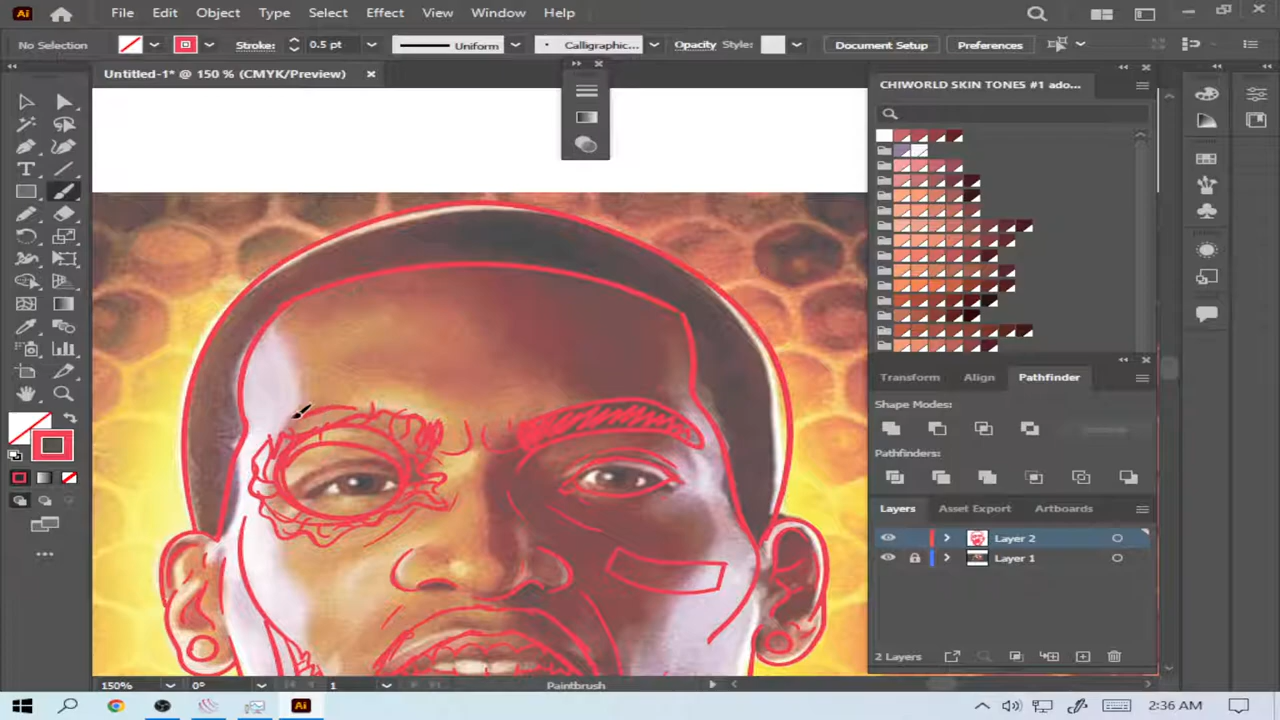 Ai File Edit Object Type Select Effect View Window Help
No Selection Stroke: 0.5 pt Uniform Calligraphic... Opacity Style: Document Setup Preferences
Untitled-1* @ 150 % (CMYK/Preview)
CHIWORLD SKIN TONES #1 ado...
Transform Align Pathfinder
Shape Modes:
Pathfinders:
Layers Asset Export Artboards
Layer 2
Layer 1
2 Layers
150% 0° 1 Paintbrush
Ai 2:36 AM